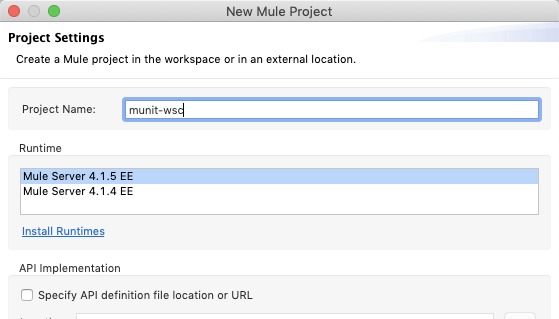 New Mule Project
Project Settings
Create a Mule project in the workspace or in an external location.
Project Name: munit-wsc
Runtime
Mule Server 4.1.5 EE
Mule Server 4.1.4 EE
Install Runtimes
API Implementation
Specify API definition file location or URL